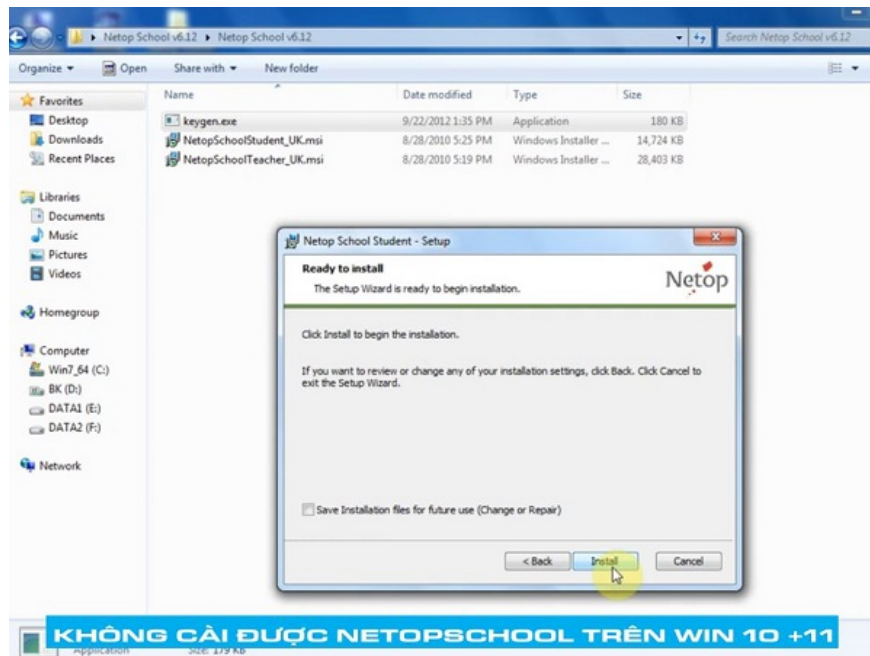 Netop School v6.12 ▸ Netop School v6.12
Search Netop School v6.12
Organize Open Share with New folder
Name Date modified Type Size
Favorites
Desktop
Downloads
Recent Places
Libraries
Documents
Music
Pictures
Videos
Homegroup
Computer
Win7_64 (C:)
BK (D:)
DATA1 (E:)
DATA2 (F:)
Network
keygen.exe 9/22/2012 1:35 PM Application 180 KB
NetopSchoolStudent_UK.msi 8/28/2010 5:25 PM Windows Installer ... 14,724 KB
NetopSchoolTeacher_UK.msi 8/28/2010 5:19 PM Windows Installer ... 28,403 KB
Netop School Student - Setup
Ready to install
The Setup Wizard is ready to begin installation.
Netop
Click Install to begin the installation.
If you want to review or change any of your installation settings, click Back. Click Cancel to
exit the Setup Wizard.
Save Installation files for future use (Change or Repair)
< Back Install Cancel
KHÔNG CÀI ĐƯỢC NETOPSCHOOL TRÊN WIN 10 +11
Application Size: 179 KB